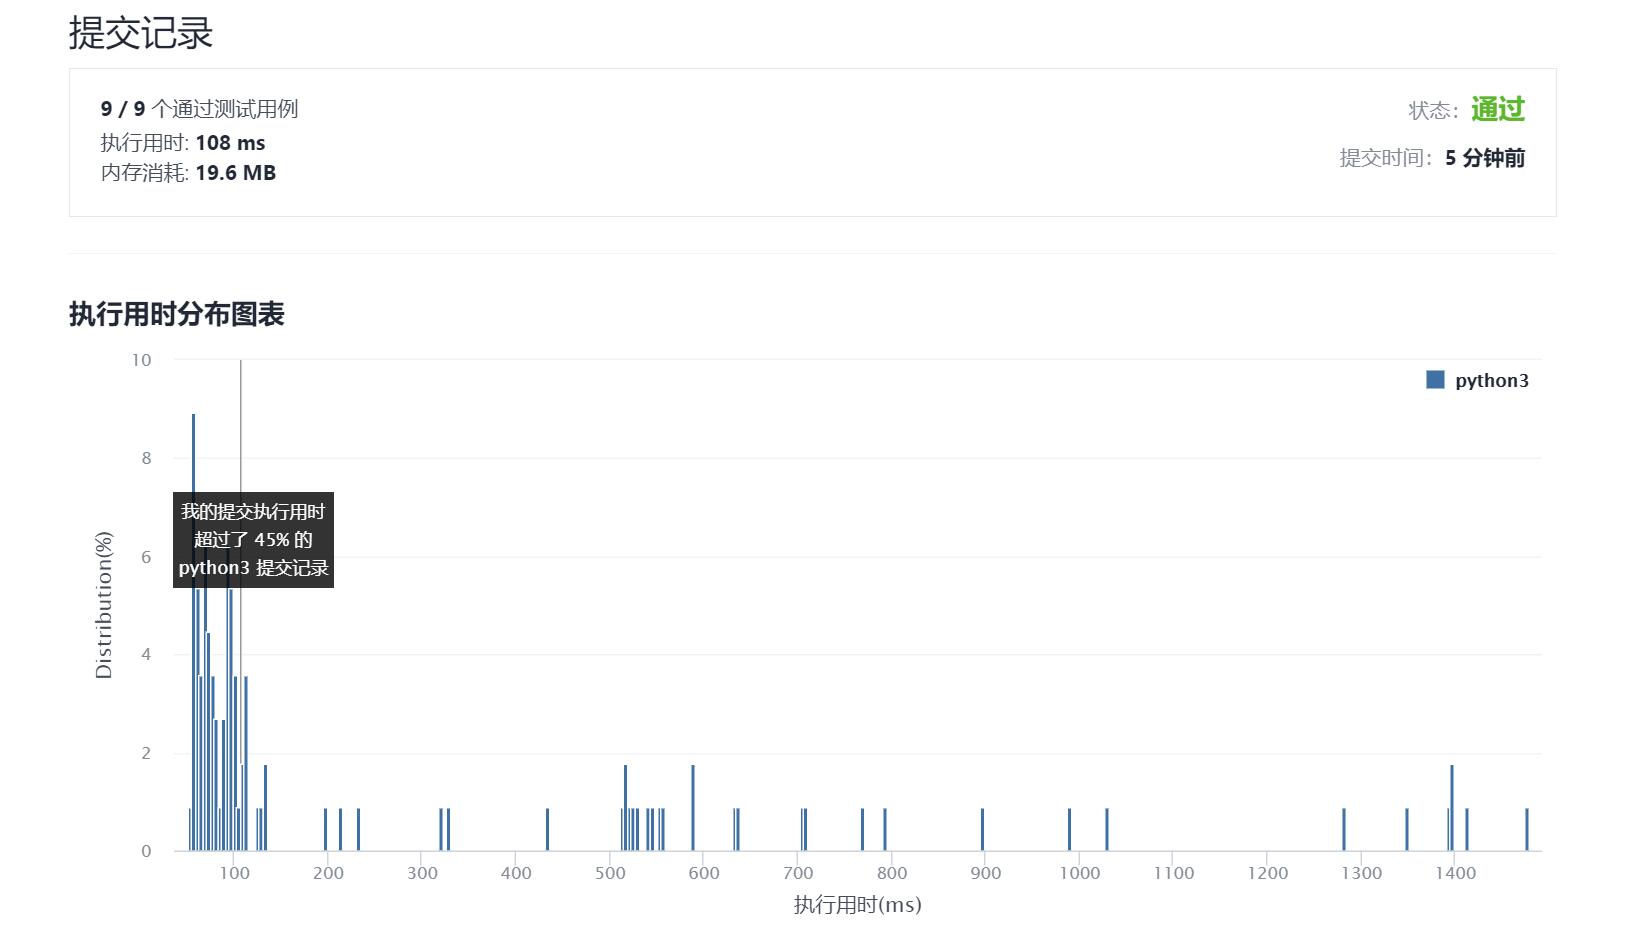 提交记录
9 / 9 个通过测试用例
状态：通过
执行用时: 108 ms
提交时间：5 分钟前
内存消耗: 19.6 MB
执行用时分布图表
10
python3
8
我的提交执行用时
超过了 45% 的
python3 提交记录
6
Distribution(%)
4
2
0
100 200 300 400 500 600 700 800 900 1000 1100 1200 1300 1400
执行用时(ms)